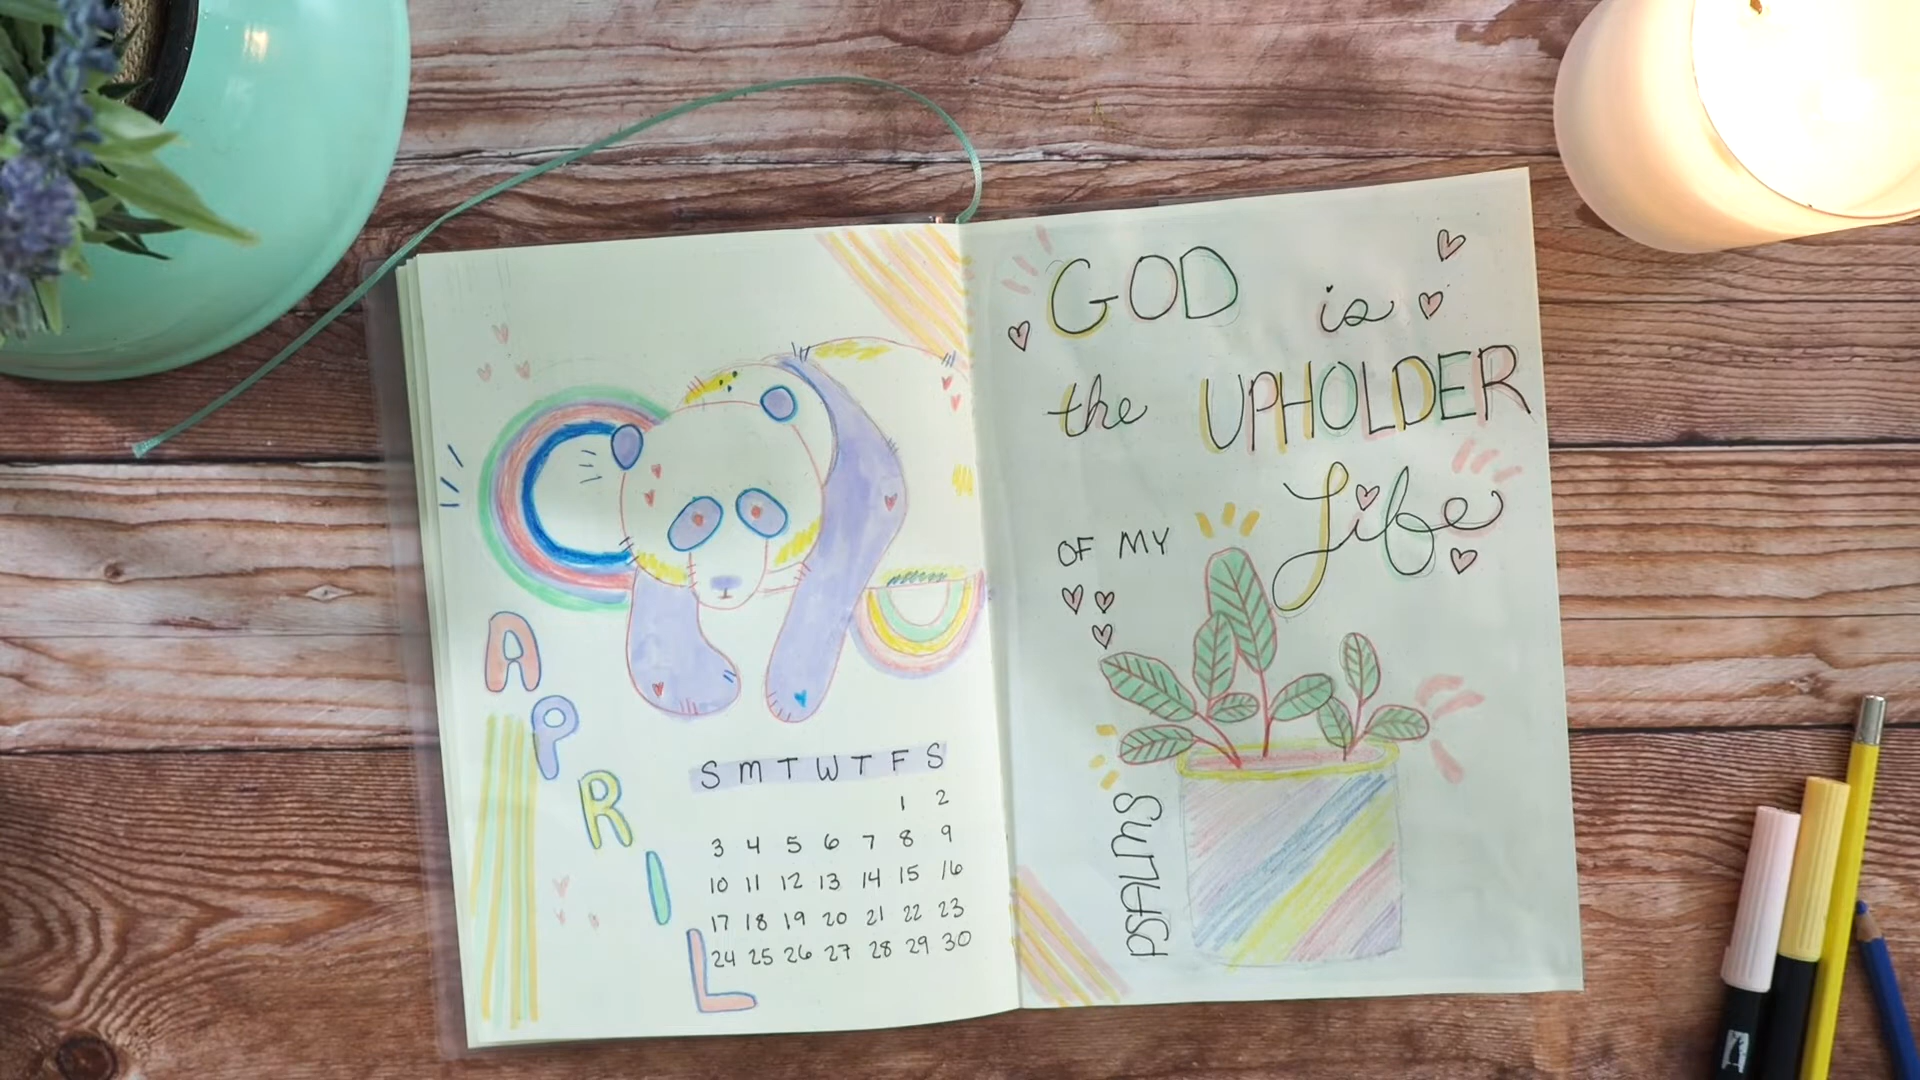 APRIL
S M T W T F S
1 2
3 4 5 6 7 8 9
10 11 12 13 14 15 16
17 18 19 20 21 22 23
24 25 26 27 28 29 30
GOD is
the UPHOLDER
OF MY Life
PSALMS